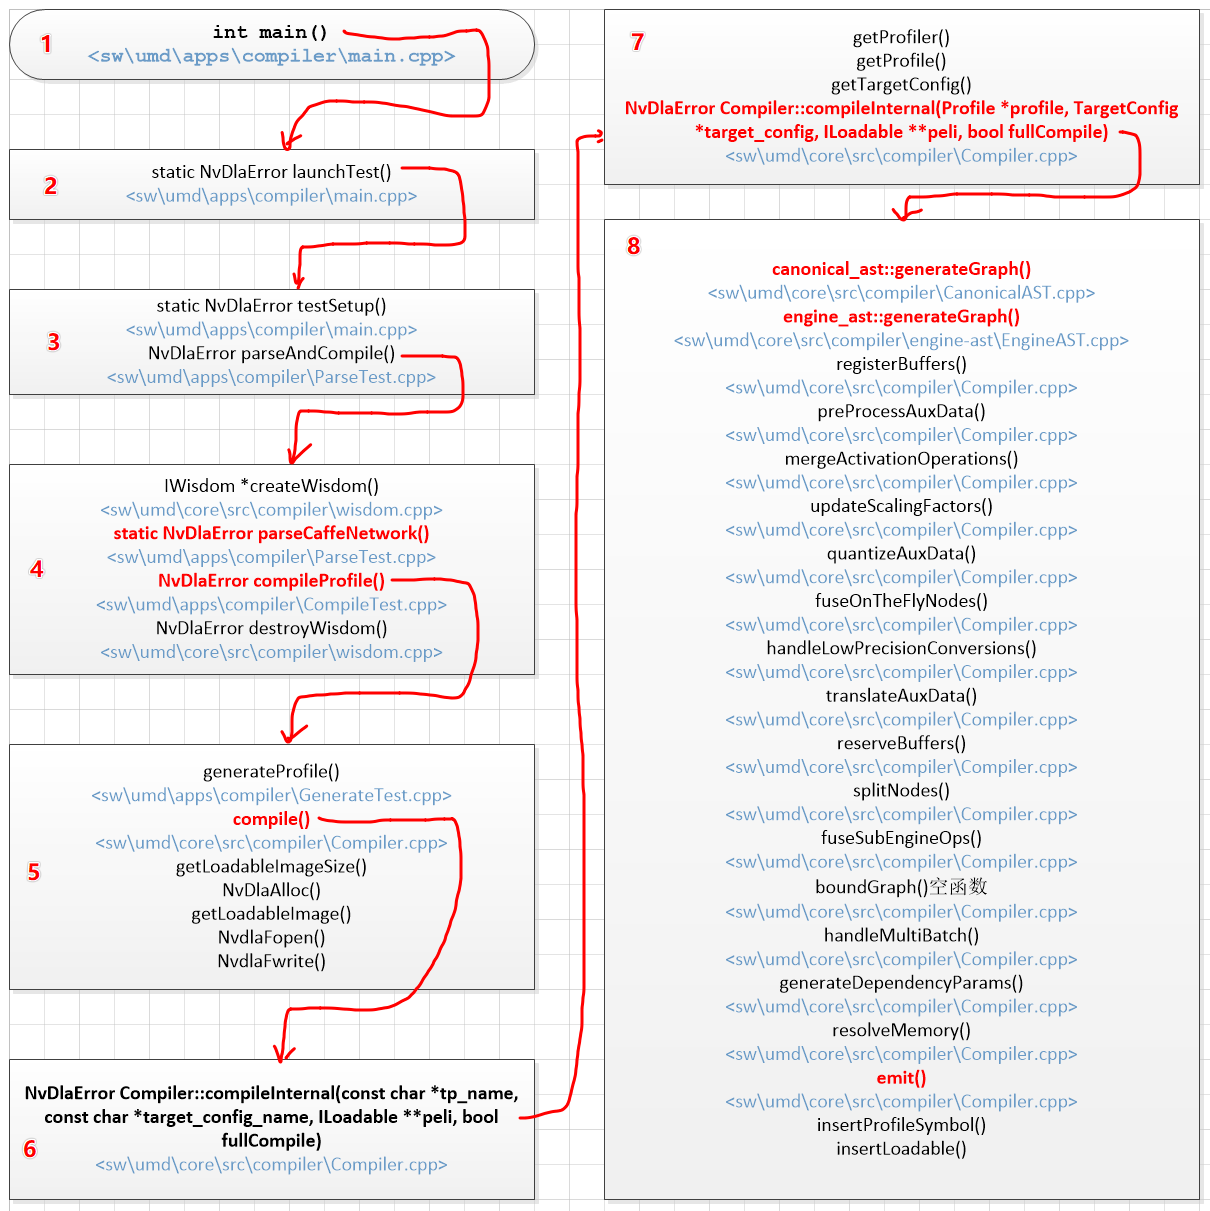 1
int main()
<sw\umd\apps\compiler\main.cpp>
2
static NvDlaError launchTest()
<sw\umd\apps\compiler\main.cpp>
3
static NvDlaError testSetup()
<sw\umd\apps\compiler\main.cpp>
NvDlaError parseAndCompile()
<sw\umd\apps\compiler\ParseTest.cpp>
4
IWisdom *createWisdom()
<sw\umd\core\src\compiler\wisdom.cpp>
static NvDlaError parseCaffeNetwork()
<sw\umd\apps\compiler\ParseTest.cpp>
NvDlaError compileProfile()
<sw\umd\apps\compiler\CompileTest.cpp>
NvDlaError destroyWisdom()
<sw\umd\core\src\compiler\wisdom.cpp>
5
generateProfile()
<sw\umd\apps\compiler\GenerateTest.cpp>
compile()
<sw\umd\core\src\compiler\Compiler.cpp>
getLoadableImageSize()
NvDlaAlloc()
getLoadableImage()
NvdlaFopen()
NvdlaFwrite()
6
NvDlaError Compiler::compileInternal(const char *tp_name,
const char *target_config_name, ILoadable **peli, bool
fullCompile)
<sw\umd\core\src\compiler\Compiler.cpp>
7
getProfiler()
getProfile()
getTargetConfig()
NvDlaError Compiler::compileInternal(Profile *profile, TargetConfig
*target_config, ILoadable **peli, bool fullCompile)
<sw\umd\core\src\compiler\Compiler.cpp>
8
canonical_ast::generateGraph()
<sw\umd\core\src\compiler\CanonicalAST.cpp>
engine_ast::generateGraph()
<sw\umd\core\src\compiler\engine-ast\EngineAST.cpp>
registerBuffers()
<sw\umd\core\src\compiler\Compiler.cpp>
preProcessAuxData()
<sw\umd\core\src\compiler\Compiler.cpp>
mergeActivationOperations()
<sw\umd\core\src\compiler\Compiler.cpp>
updateScalingFactors()
<sw\umd\core\src\compiler\Compiler.cpp>
quantizeAuxData()
<sw\umd\core\src\compiler\Compiler.cpp>
fuseOnTheFlyNodes()
<sw\umd\core\src\compiler\Compiler.cpp>
handleLowPrecisionConversions()
<sw\umd\core\src\compiler\Compiler.cpp>
translateAuxData()
<sw\umd\core\src\compiler\Compiler.cpp>
reserveBuffers()
<sw\umd\core\src\compiler\Compiler.cpp>
splitNodes()
<sw\umd\core\src\compiler\Compiler.cpp>
fuseSubEngineOps()
<sw\umd\core\src\compiler\Compiler.cpp>
boundGraph()空函数
<sw\umd\core\src\compiler\Compiler.cpp>
handleMultiBatch()
<sw\umd\core\src\compiler\Compiler.cpp>
generateDependencyParams()
<sw\umd\core\src\compiler\Compiler.cpp>
resolveMemory()
<sw\umd\core\src\compiler\Compiler.cpp>
emit()
<sw\umd\core\src\compiler\Compiler.cpp>
insertProfileSymbol()
insertLoadable()